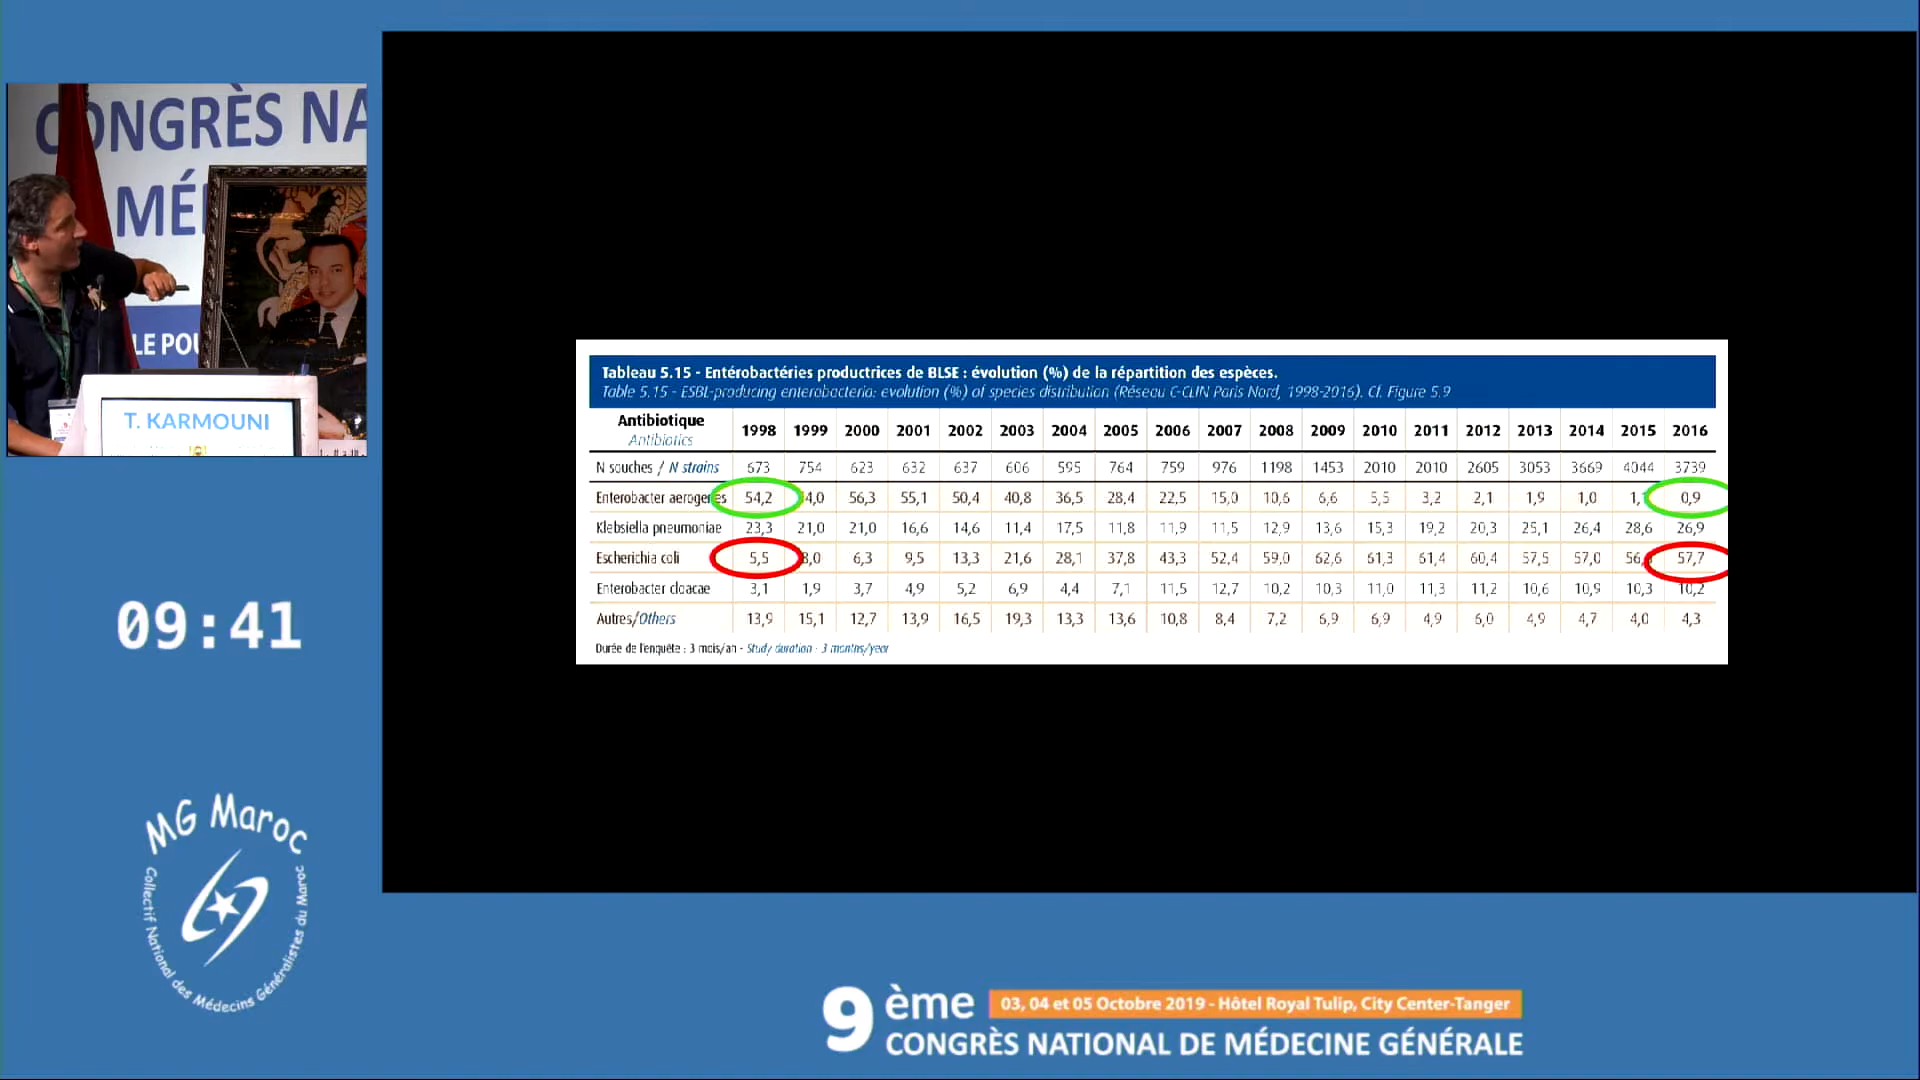 CONGRÈS NA
MÉ
LE POU
T. KARMOUNI
Tableau 5.15 - Entérobactéries productrices de BLSE : évolution (%) de la répartition des espèces.
Table 5.15 - ESBL-producing enterobacteria: evolution (%) of species distribution (Réseau C-CLIN Paris Nord, 1998-2016). Cf. Figure 5.9
Antibiotique 1998 1999 2000 2001 2002 2003 2004 2005 2006 2007 2008 2009 2010 2011 2012 2013 2014 2015 2016
Antibiotics
N souches / N strains 673 754 623 632 637 606 595 764 759 976 1198 1453 2010 2010 2605 3053 3669 4044 3739
Enterobacter aerogenes 54,2 4,0 56,3 55,1 50,4 40,8 36,5 28,4 22,5 15,0 10,6 6,6 5,5 3,2 2,1 1,9 1,0 1, 0,9
Klebsiella pneumoniae 23,3 21,0 21,0 16,6 14,6 11,4 17,5 11,8 11,9 11,5 12,9 13,6 15,3 19,2 20,3 25,1 26,4 28,6 26,9
Escherichia coli 5,5 8,0 6,3 9,5 13,3 21,6 28,1 37,8 43,3 52,4 59,0 62,6 61,3 61,4 60,4 57,5 57,0 56, 57,7
Enterobacter cloacae 3,1 1,9 3,7 4,9 5,2 6,9 4,4 7,1 11,5 12,7 10,2 10,3 11,0 11,3 11,2 10,6 10,9 10,3 10,2
Autres/Others 13,9 15,1 12,7 13,9 16,5 19,3 13,3 13,6 10,8 8,4 7,2 6,9 6,9 4,9 6,0 4,9 4,7 4,0 4,3
Durée de l'enquête : 3 mois/an - Study duration : 3 months/year
09:41
MG Maroc
Collectif National des Médecins Généralistes du Maroc
9ème
03, 04 et 05 Octobre 2019 - Hôtel Royal Tulip, City Center-Tanger
CONGRÈS NATIONAL DE MÉDECINE GÉNÉRALE